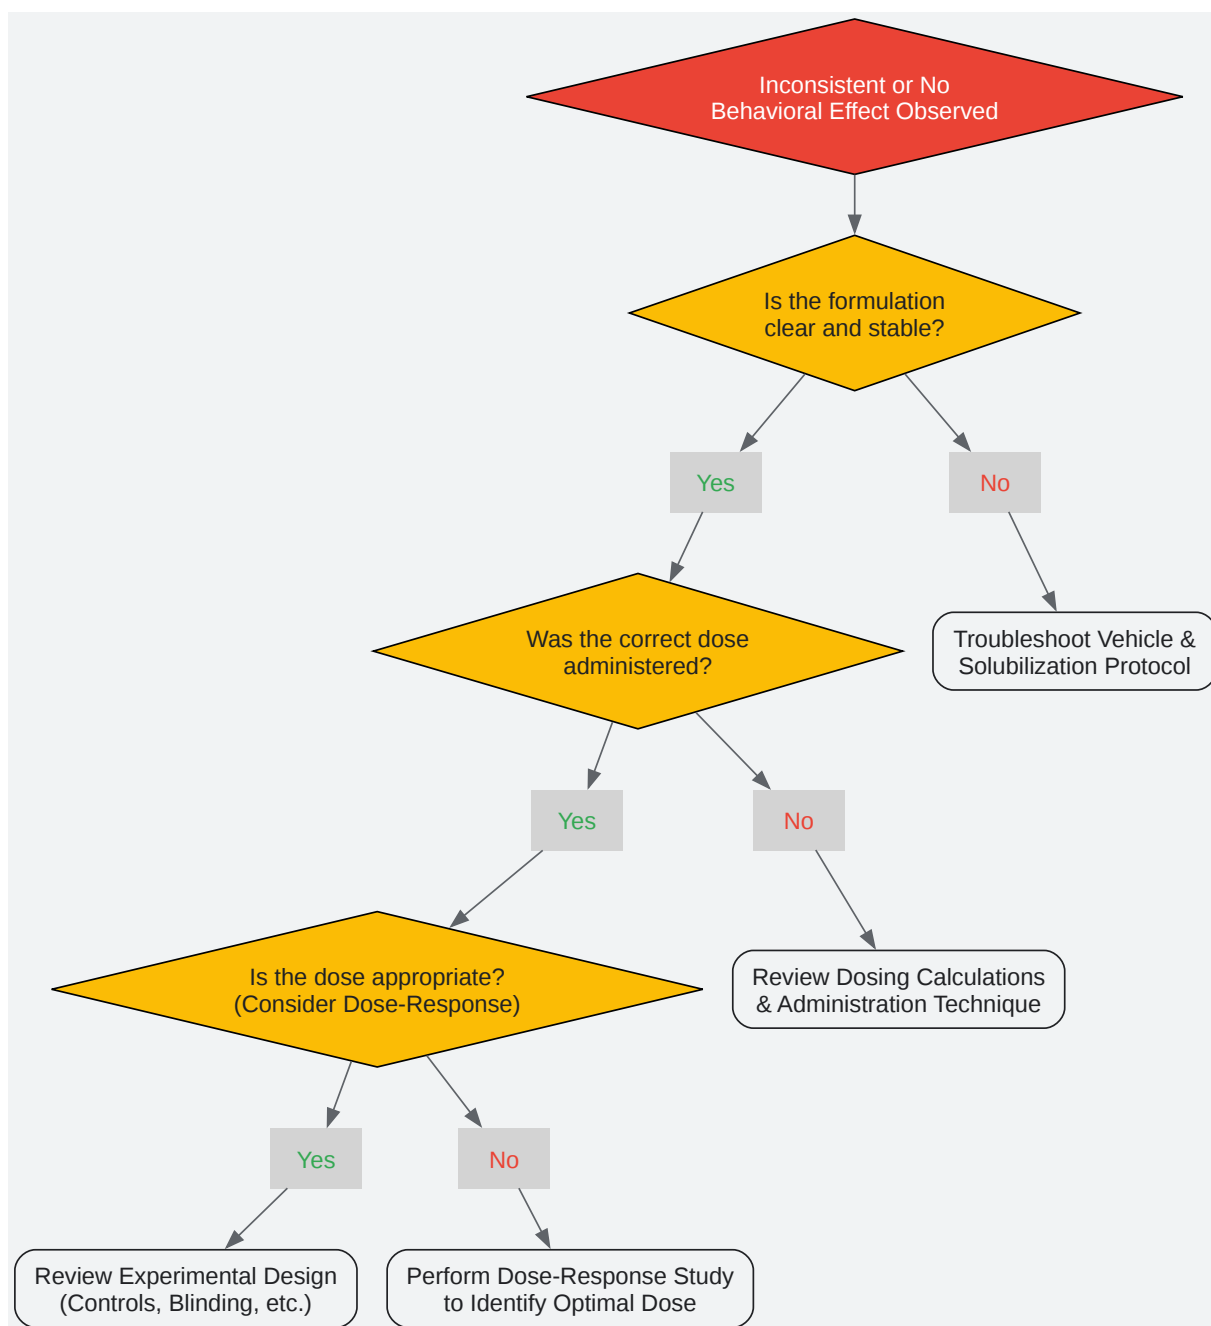 Inconsistent or No
Behavioral Effect Observed
Is the formulation
clear and stable?
Yes
No
Was the correct dose
administered?
Troubleshoot Vehicle &
Solubilization Protocol
Yes
No
Is the dose appropriate?
(Consider Dose-Response)
Review Dosing Calculations
& Administration Technique
Yes
No
Review Experimental Design
(Controls, Blinding, etc.)
Perform Dose-Response Study
to Identify Optimal Dose